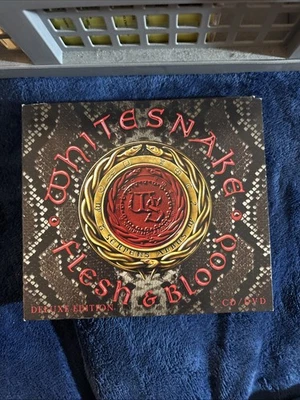 WHITESNAKE
FLESH & BLOOD
DELUXE EDITION
CD/DVD